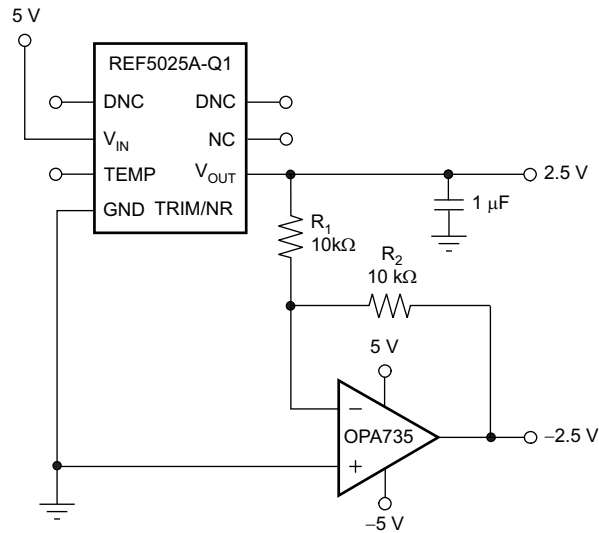 5 V
REF5025A-Q1
DNC
DNC
V_IN
NC
TEMP
V_OUT
2.5 V
GND
TRIM/NR
1 μF
R_1
10kΩ
R_2
10 kΩ
5 V
−
OPA735
−2.5 V
+
−5 V